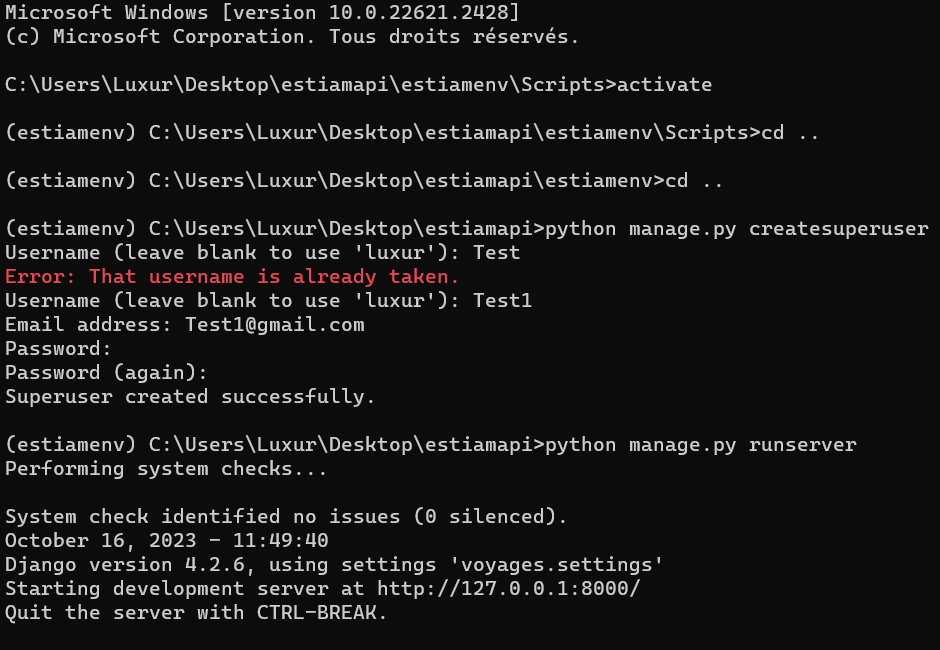 Microsoft Windows [version 10.0.22621.2428]
(c) Microsoft Corporation. Tous droits réservés.
C:\Users\Luxur\Desktop\estiamapi\estiamenv\Scripts>activate
(estiamenv) C:\Users\Luxur\Desktop\estiamapi\estiamenv\Scripts>cd ..
(estiamenv) C:\Users\Luxur\Desktop\estiamapi\estiamenv>cd ..
(estiamenv) C:\Users\Luxur\Desktop\estiamapi>python manage.py createsuperuser
Username (leave blank to use 'luxur'): Test
Error: That username is already taken.
Username (leave blank to use 'luxur'): Test1
Email address: Test1@gmail.com
Password:
Password (again):
Superuser created successfully.
(estiamenv) C:\Users\Luxur\Desktop\estiamapi>python manage.py runserver
Performing system checks...
System check identified no issues (0 silenced).
October 16, 2023 - 11:49:40
Django version 4.2.6, using settings 'voyages.settings'
Starting development server at http://127.0.0.1:8000/
Quit the server with CTRL-BREAK.